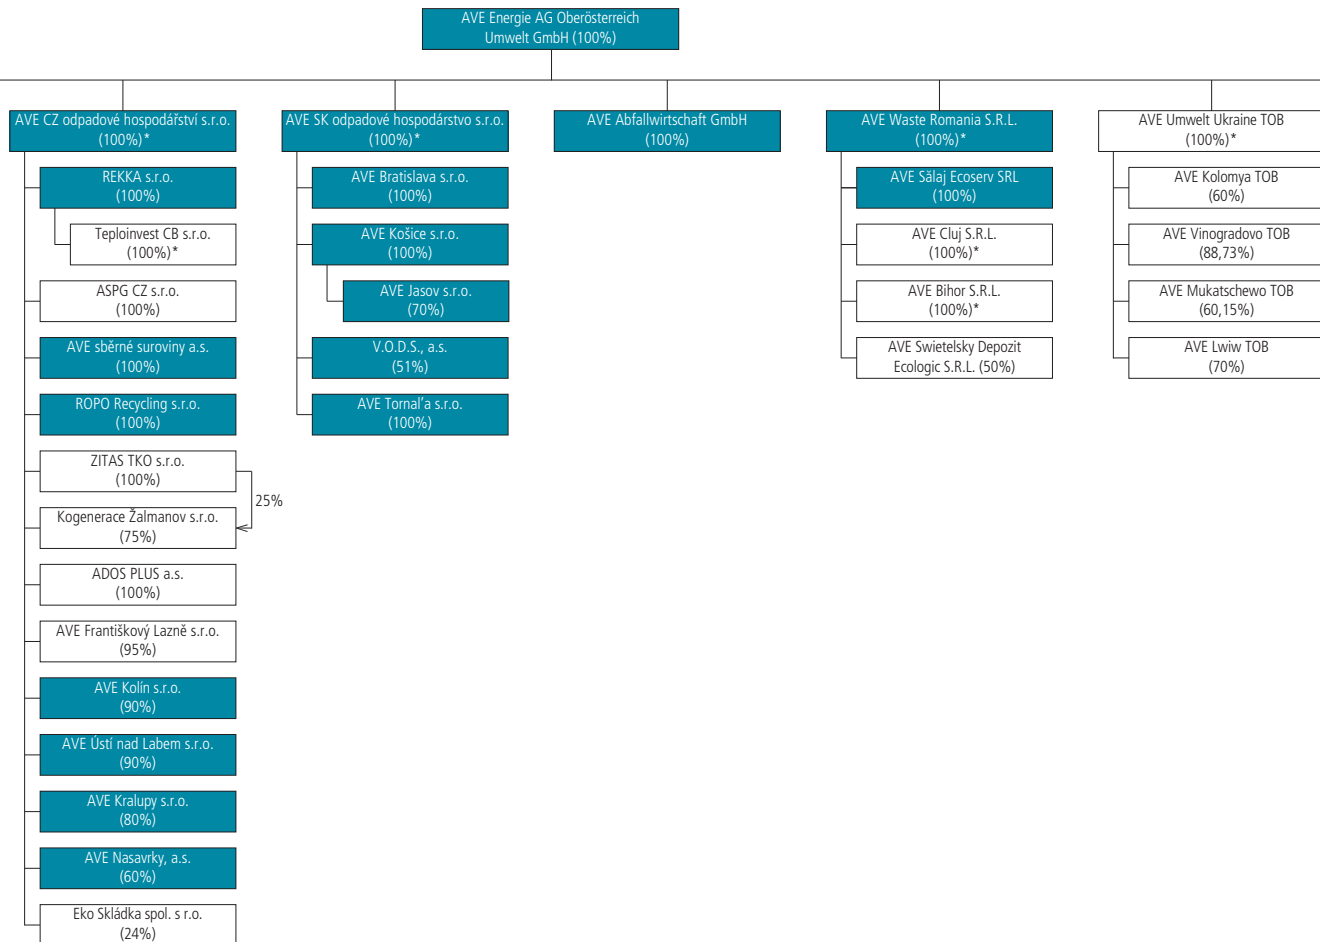 AVE Energie AG Oberösterreich
Umwelt GmbH (100%)
AVE CZ odpadové hospodářství s.r.o.
(100%)*
REKKA s.r.o.
(100%)
Teploinvest CB s.r.o.
(100%)*
ASPG CZ s.r.o.
(100%)
AVE sběrné suroviny a.s.
(100%)
ROPO Recycling s.r.o.
(100%)
ZITAS TKO s.r.o.
(100%)
25%
Kogenerace Žalmanov s.r.o.
(75%)
ADOS PLUS a.s.
(100%)
AVE Františkový Lazně s.r.o.
(95%)
AVE Kolín s.r.o.
(90%)
AVE Ústí nad Labem s.r.o.
(90%)
AVE Kralupy s.r.o.
(80%)
AVE Nasavrky, a.s.
(60%)
Eko Skládka spol. s r.o.
(24%)
AVE SK odpadové hospodárstvo s.r.o.
(100%)*
AVE Bratislava s.r.o.
(100%)
AVE Košice s.r.o.
(100%)
AVE Jasov s.r.o.
(70%)
V.O.D.S., a.s.
(51%)
AVE Tornal'a s.r.o.
(100%)
AVE Abfallwirtschaft GmbH
(100%)
AVE Waste Romania S.R.L.
(100%)*
AVE Sălaj Ecoserv SRL
(100%)
AVE Cluj S.R.L.
(100%)*
AVE Bihor S.R.L.
(100%)*
AVE Swietelsky Depozit
Ecologic S.R.L. (50%)
AVE Umwelt Ukraine TOB
(100%)*
AVE Kolomya TOB
(60%)
AVE Vinogradovo TOB
(88,73%)
AVE Mukatschewo TOB
(60,15%)
AVE Lwiw TOB
(70%)